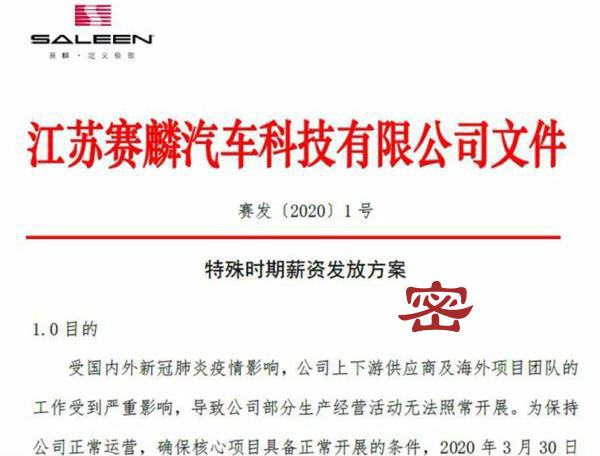 SALEEN
赛麟·定义极致
江苏赛麟汽车科技有限公司文件
赛发〔2020〕1号
特殊时期薪资发放方案
密
1.0目的
受国内外新冠肺炎疫情影响，公司上下游供应商及海外项目团队的
工作受到严重影响，导致公司部分生产经营活动无法照常开展。为保持
公司正常运营，确保核心项目具备正常开展的条件，2020 年 3 月 30 日